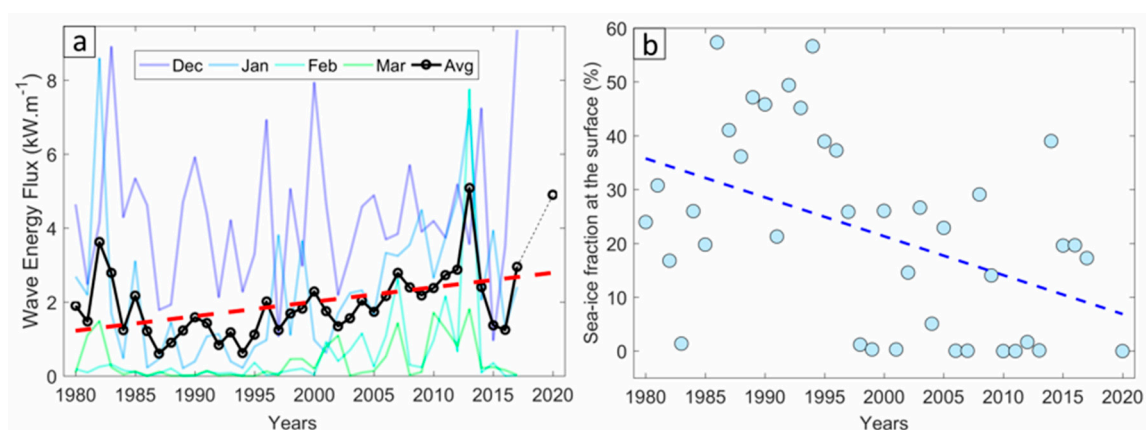 a
Dec Jan Feb Mar Avg
Wave Energy Flux (kW.m⁻¹)
8
6
4
2
0
1980 1985 1990 1995 2000 2005 2010 2015 2020
Years
b
Sea-ice fraction at the surface (%)
60
50
40
30
20
10
0
1980 1985 1990 1995 2000 2005 2010 2015 2020
Years